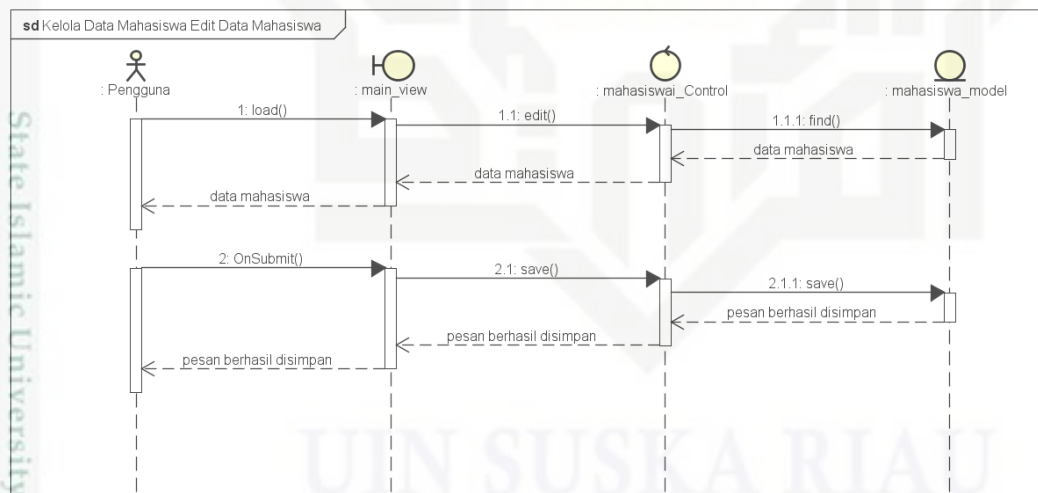 sd Kelola Data Mahasiswa Edit Data Mahasiswa
: Pengguna
: main_view
: mahasiswai_Control
: mahasiswa_model
1: load()
1.1: edit()
1.1.1: find()
data mahasiswa
data mahasiswa
data mahasiswa
2: OnSubmit()
2.1: save()
2.1.1: save()
pesan berhasil disimpan
pesan berhasil disimpan
pesan berhasil disimpan
State Islamic University
UIN SUSKA RIAU